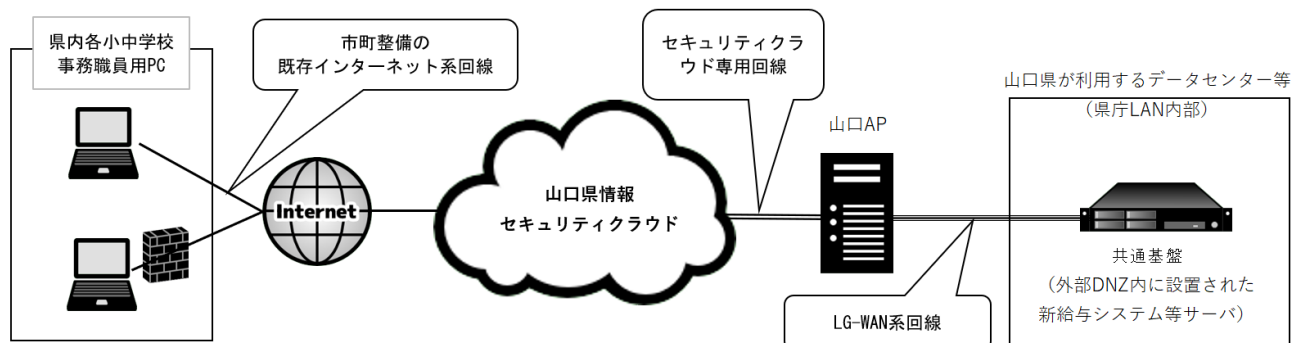 県内各小中学校
事務職員用PC
市町整備の
既存インターネット系回線
セキュリティクラ
ウド専用回線
山口県が利用するデータセンター等
（県庁LAN内部）
山口AP
Internet
山口県情報
セキュリティクラウド
共通基盤
（外部DNZ内に設置された
新給与システム等サーバ）
LG-WAN系回線